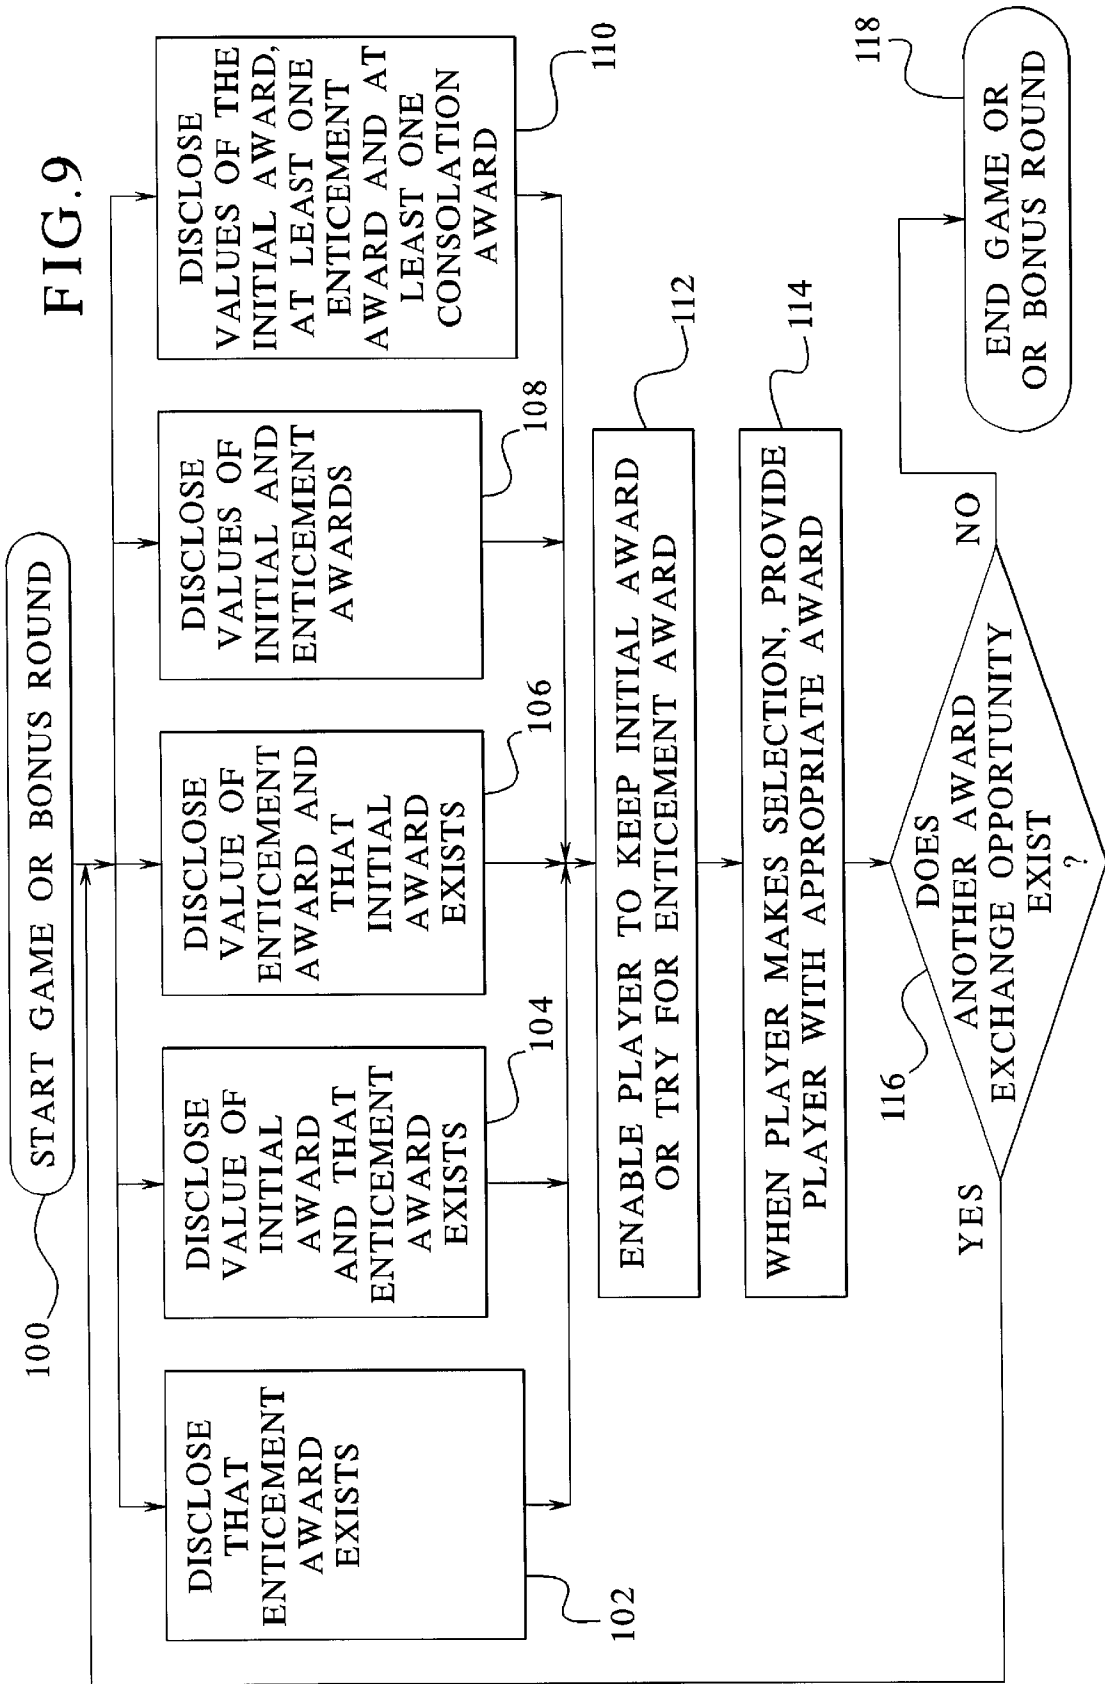 FIG.9
START GAME OR BONUS ROUND
100
DISCLOSE
THAT
ENTICEMENT
AWARD
EXISTS
102
DISCLOSE
VALUE OF
INITIAL
AWARD
AND THAT
ENTICEMENT
AWARD
EXISTS
104
DISCLOSE
VALUE OF
ENTICEMENT
AWARD AND
THAT
INITIAL
AWARD
EXISTS
106
DISCLOSE
VALUES OF
INITIAL AND
ENTICEMENT
AWARDS
108
DISCLOSE
VALUES OF THE
INITIAL AWARD,
AT LEAST ONE
ENTICEMENT
AWARD AND AT
LEAST ONE
CONSOLATION
AWARD
110
ENABLE PLAYER TO KEEP INITIAL AWARD
OR TRY FOR ENTICEMENT AWARD
112
WHEN PLAYER MAKES SELECTION, PROVIDE
PLAYER WITH APPROPRIATE AWARD
114
DOES
ANOTHER AWARD
EXCHANGE OPPORTUNITY
EXIST
?
116
YES
NO
END GAME OR
OR BONUS ROUND
118